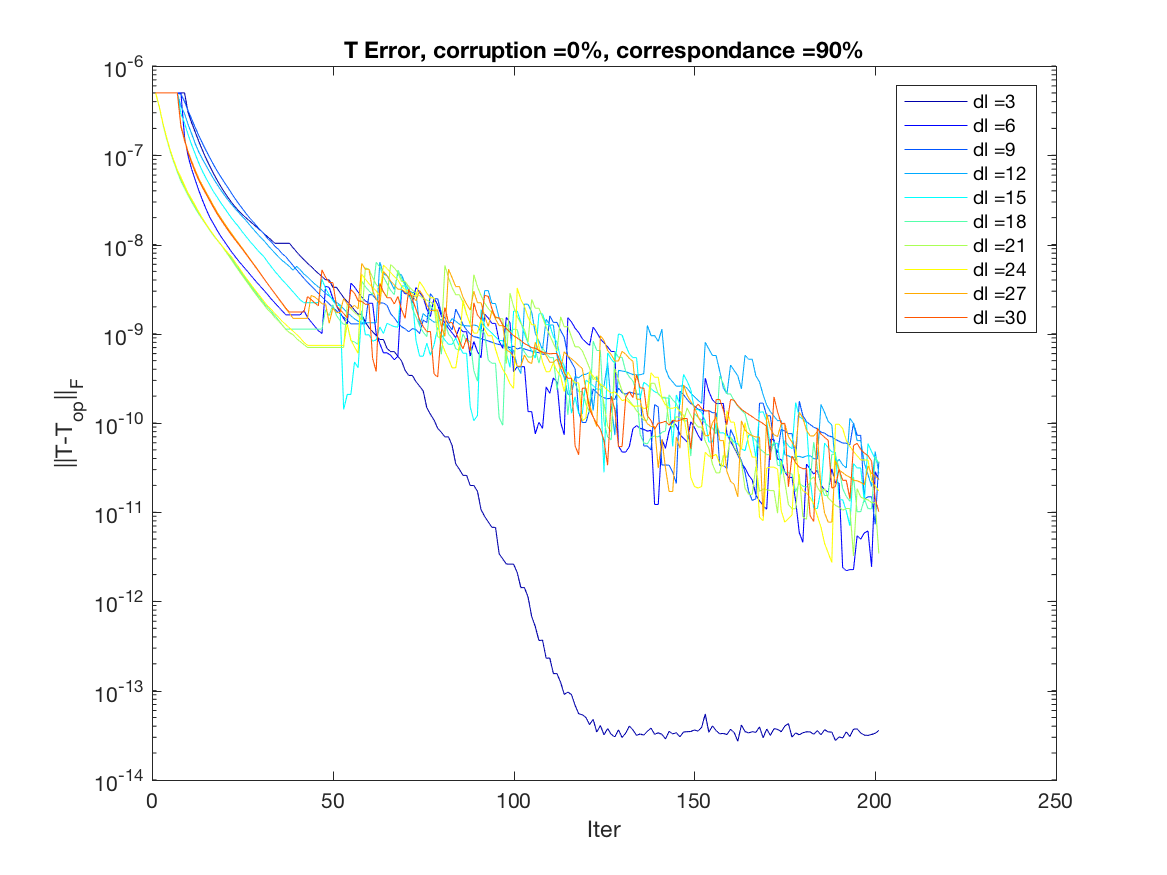 T Error, corruption =0%, correspondance =90%
10^-6
10^-7
10^-8
10^-9
10^-10
10^-11
10^-12
10^-13
10^-14
||T-T_op||_F
0 50 100 150 200 250
Iter
dl =3
dl =6
dl =9
dl =12
dl =15
dl =18
dl =21
dl =24
dl =27
dl =30